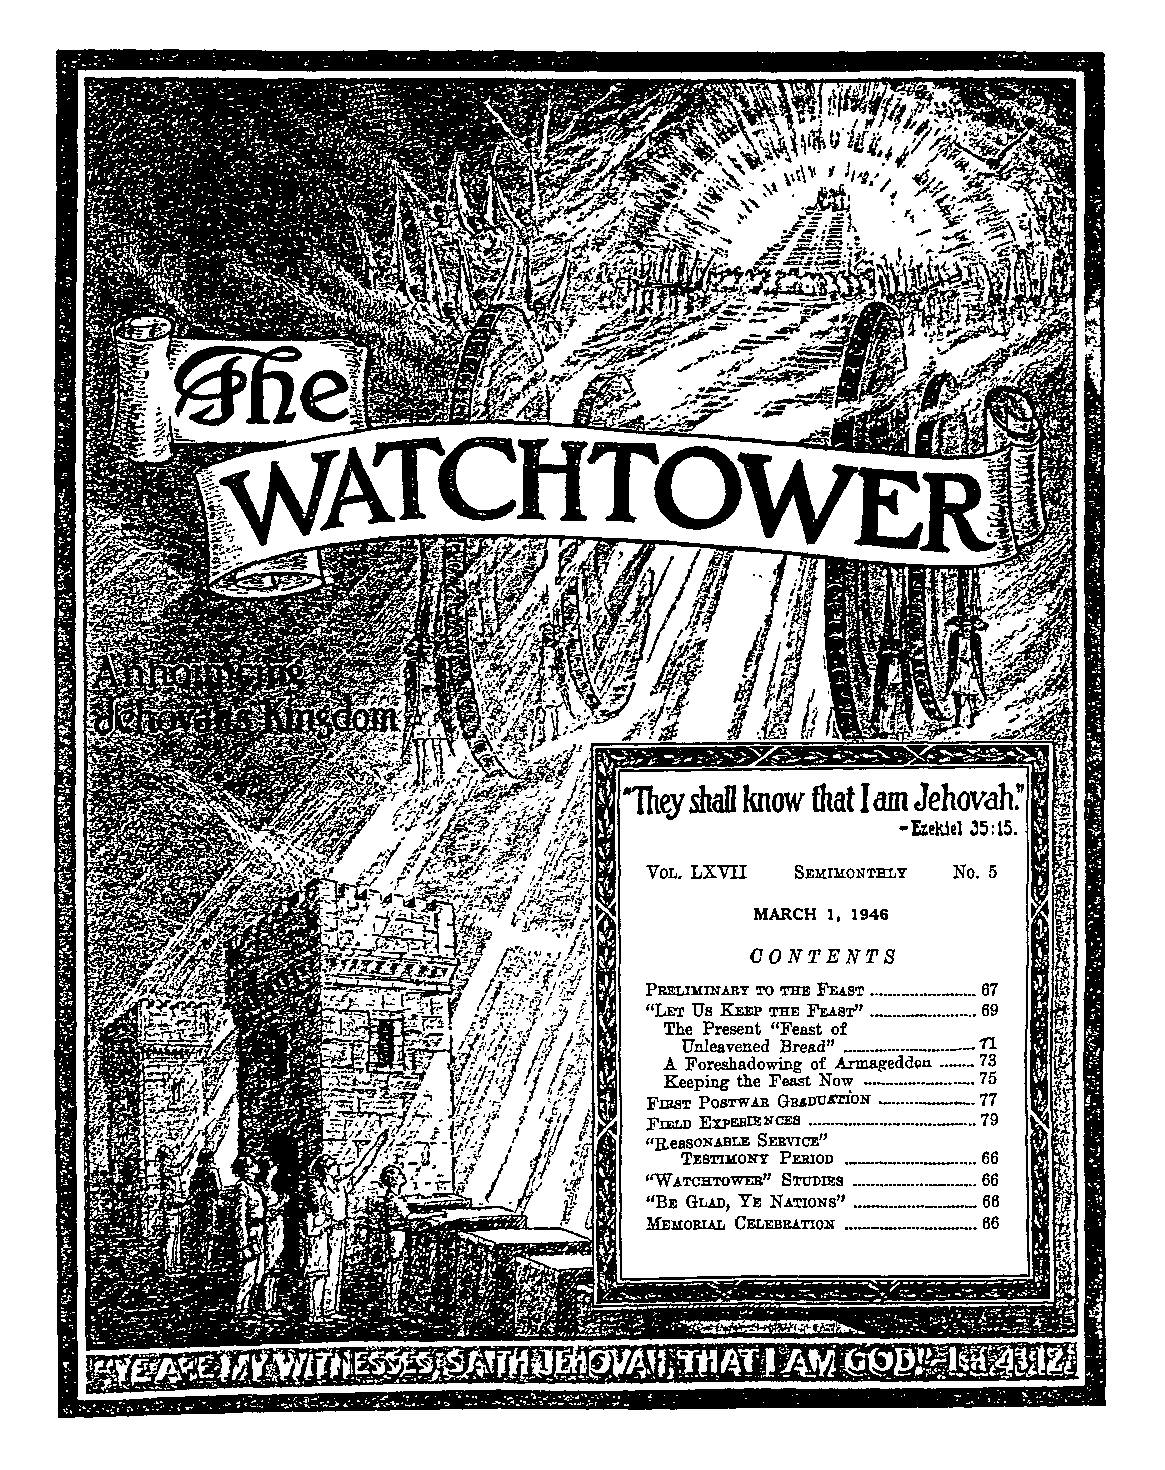 The
WATCHTOWER
Announcing
Jehovah's Kingdom
"They shall know that I am Jehovah."
-Ezekiel 35:15.
VOL. LXVII SEMIMONTHLY No. 5
MARCH 1, 1946
CONTENTS
PRELIMINARY TO THE FEAST ........................ 67
"LET US KEEP THE FEAST" ........................ 69
The Present "Feast of
Unleavened Bread" ........................ 71
A Foreshadowing of Armageddon ........ 73
Keeping the Feast Now ........................ 75
FIRST POSTWAR GRADUATION ........................ 77
FIELD EXPERIENCES ........................ 79
"REASONABLE SERVICE"
TESTIMONY PERIOD ........................ 66
"WATCHTOWER" STUDIES ........................ 66
"BE GLAD, YE NATIONS" ........................ 66
MEMORIAL CELEBRATION ........................ 66
"YE ARE MY WITNESSES, SAITH JEHOVAH, THAT I AM GOD."-Isa. 43:12.